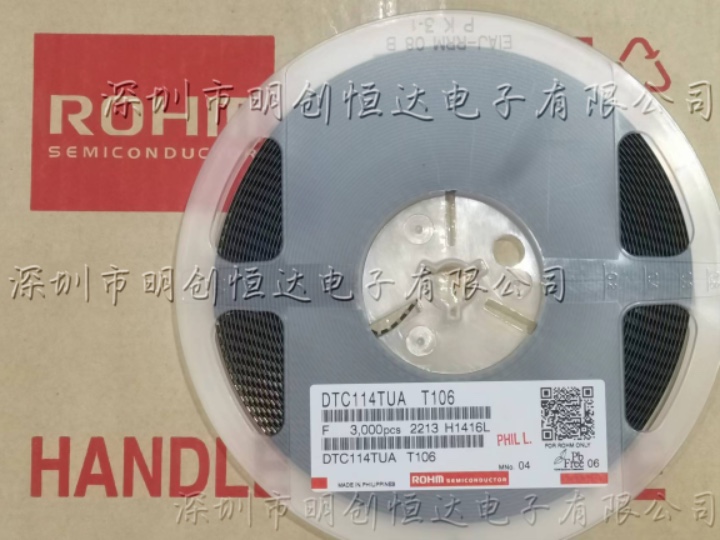 EIAJ-RRM 08 B
P K 3-1
深圳市明创恒达电子有限公司
ROHM
SEMICONDUCTOR
深圳市明创恒达电子有限公司
DTC114TUA T106
F 3,000pcs 2213 H1416L
PHIL L.
FOR ROHM ONLY
DTC114TUA T106
MNo. 04
Pb
Free 06
MADE IN PHILIPPINES
ROHM SEMICONDUCTOR
HANDL
深圳市明创恒达电子有限公司